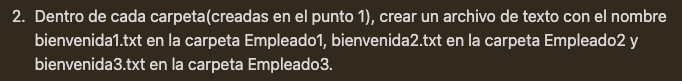 2. Dentro de cada carpeta(creadas en el punto 1), crear un archivo de texto con el nombre
bienvenida1.txt en la carpeta Empleado1, bienvenida2.txt en la carpeta Empleado2 y
bienvenida3.txt en la carpeta Empleado3.